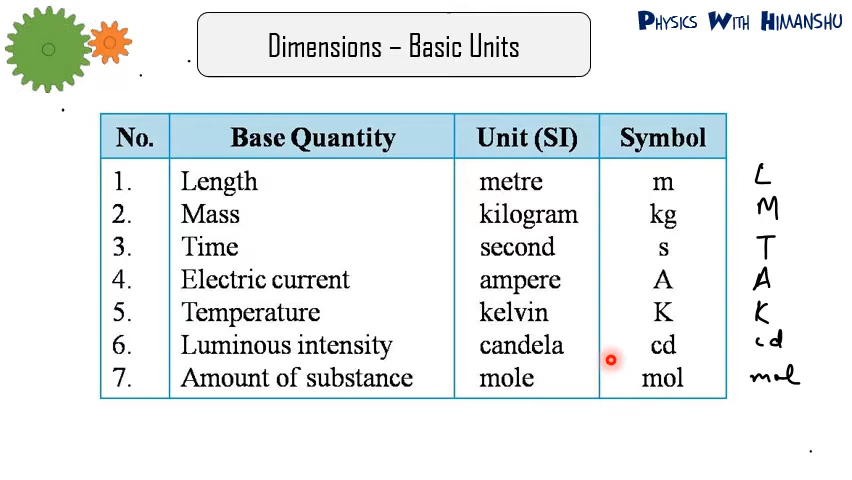 PHYSICS WITH HIMANSHU
Dimensions – Basic Units
No. Base Quantity Unit (SI) Symbol
1. Length metre m L
2. Mass kilogram kg M
3. Time second s T
4. Electric current ampere A A
5. Temperature kelvin K K
6. Luminous intensity candela cd cd
7. Amount of substance mole mol mol